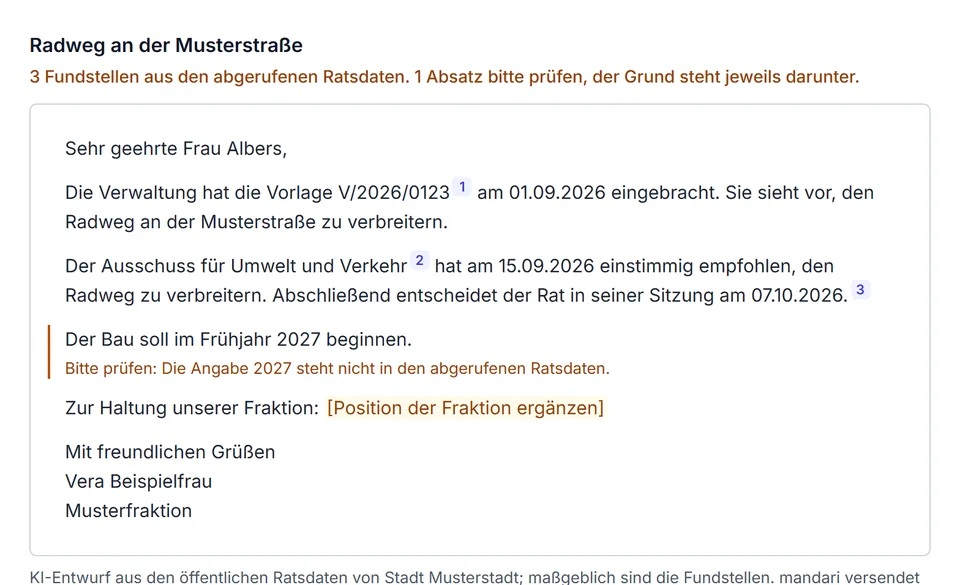 Radweg an der Musterstraße
3 Fundstellen aus den abgerufenen Ratsdaten. 1 Absatz bitte prüfen, der Grund steht jeweils darunter.
Sehr geehrte Frau Albers,
Die Verwaltung hat die Vorlage V/2026/0123 1 am 01.09.2026 eingebracht. Sie sieht vor, den
Radweg an der Musterstraße zu verbreitern.
Der Ausschuss für Umwelt und Verkehr 2 hat am 15.09.2026 einstimmig empfohlen, den
Radweg zu verbreitern. Abschließend entscheidet der Rat in seiner Sitzung am 07.10.2026. 3
Der Bau soll im Frühjahr 2027 beginnen.
Bitte prüfen: Die Angabe 2027 steht nicht in den abgerufenen Ratsdaten.
Zur Haltung unserer Fraktion: [Position der Fraktion ergänzen]
Mit freundlichen Grüßen
Vera Beispielfrau
Musterfraktion
KI-Entwurf aus den öffentlichen Ratsdaten von Stadt Musterstadt; maßgeblich sind die Fundstellen. mandari versendet